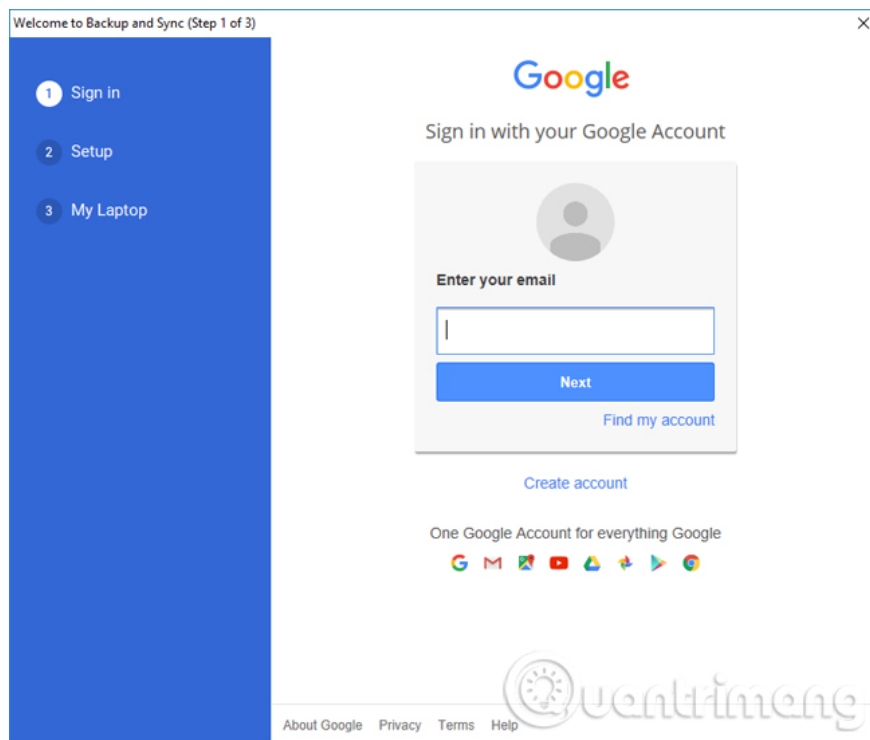 Welcome to Backup and Sync (Step 1 of 3)
1 Sign in
2 Setup
3 My Laptop
Google
Sign in with your Google Account
Enter your email
Next
Find my account
Create account
One Google Account for everything Google
About Google Privacy Terms Help
Quantrimang